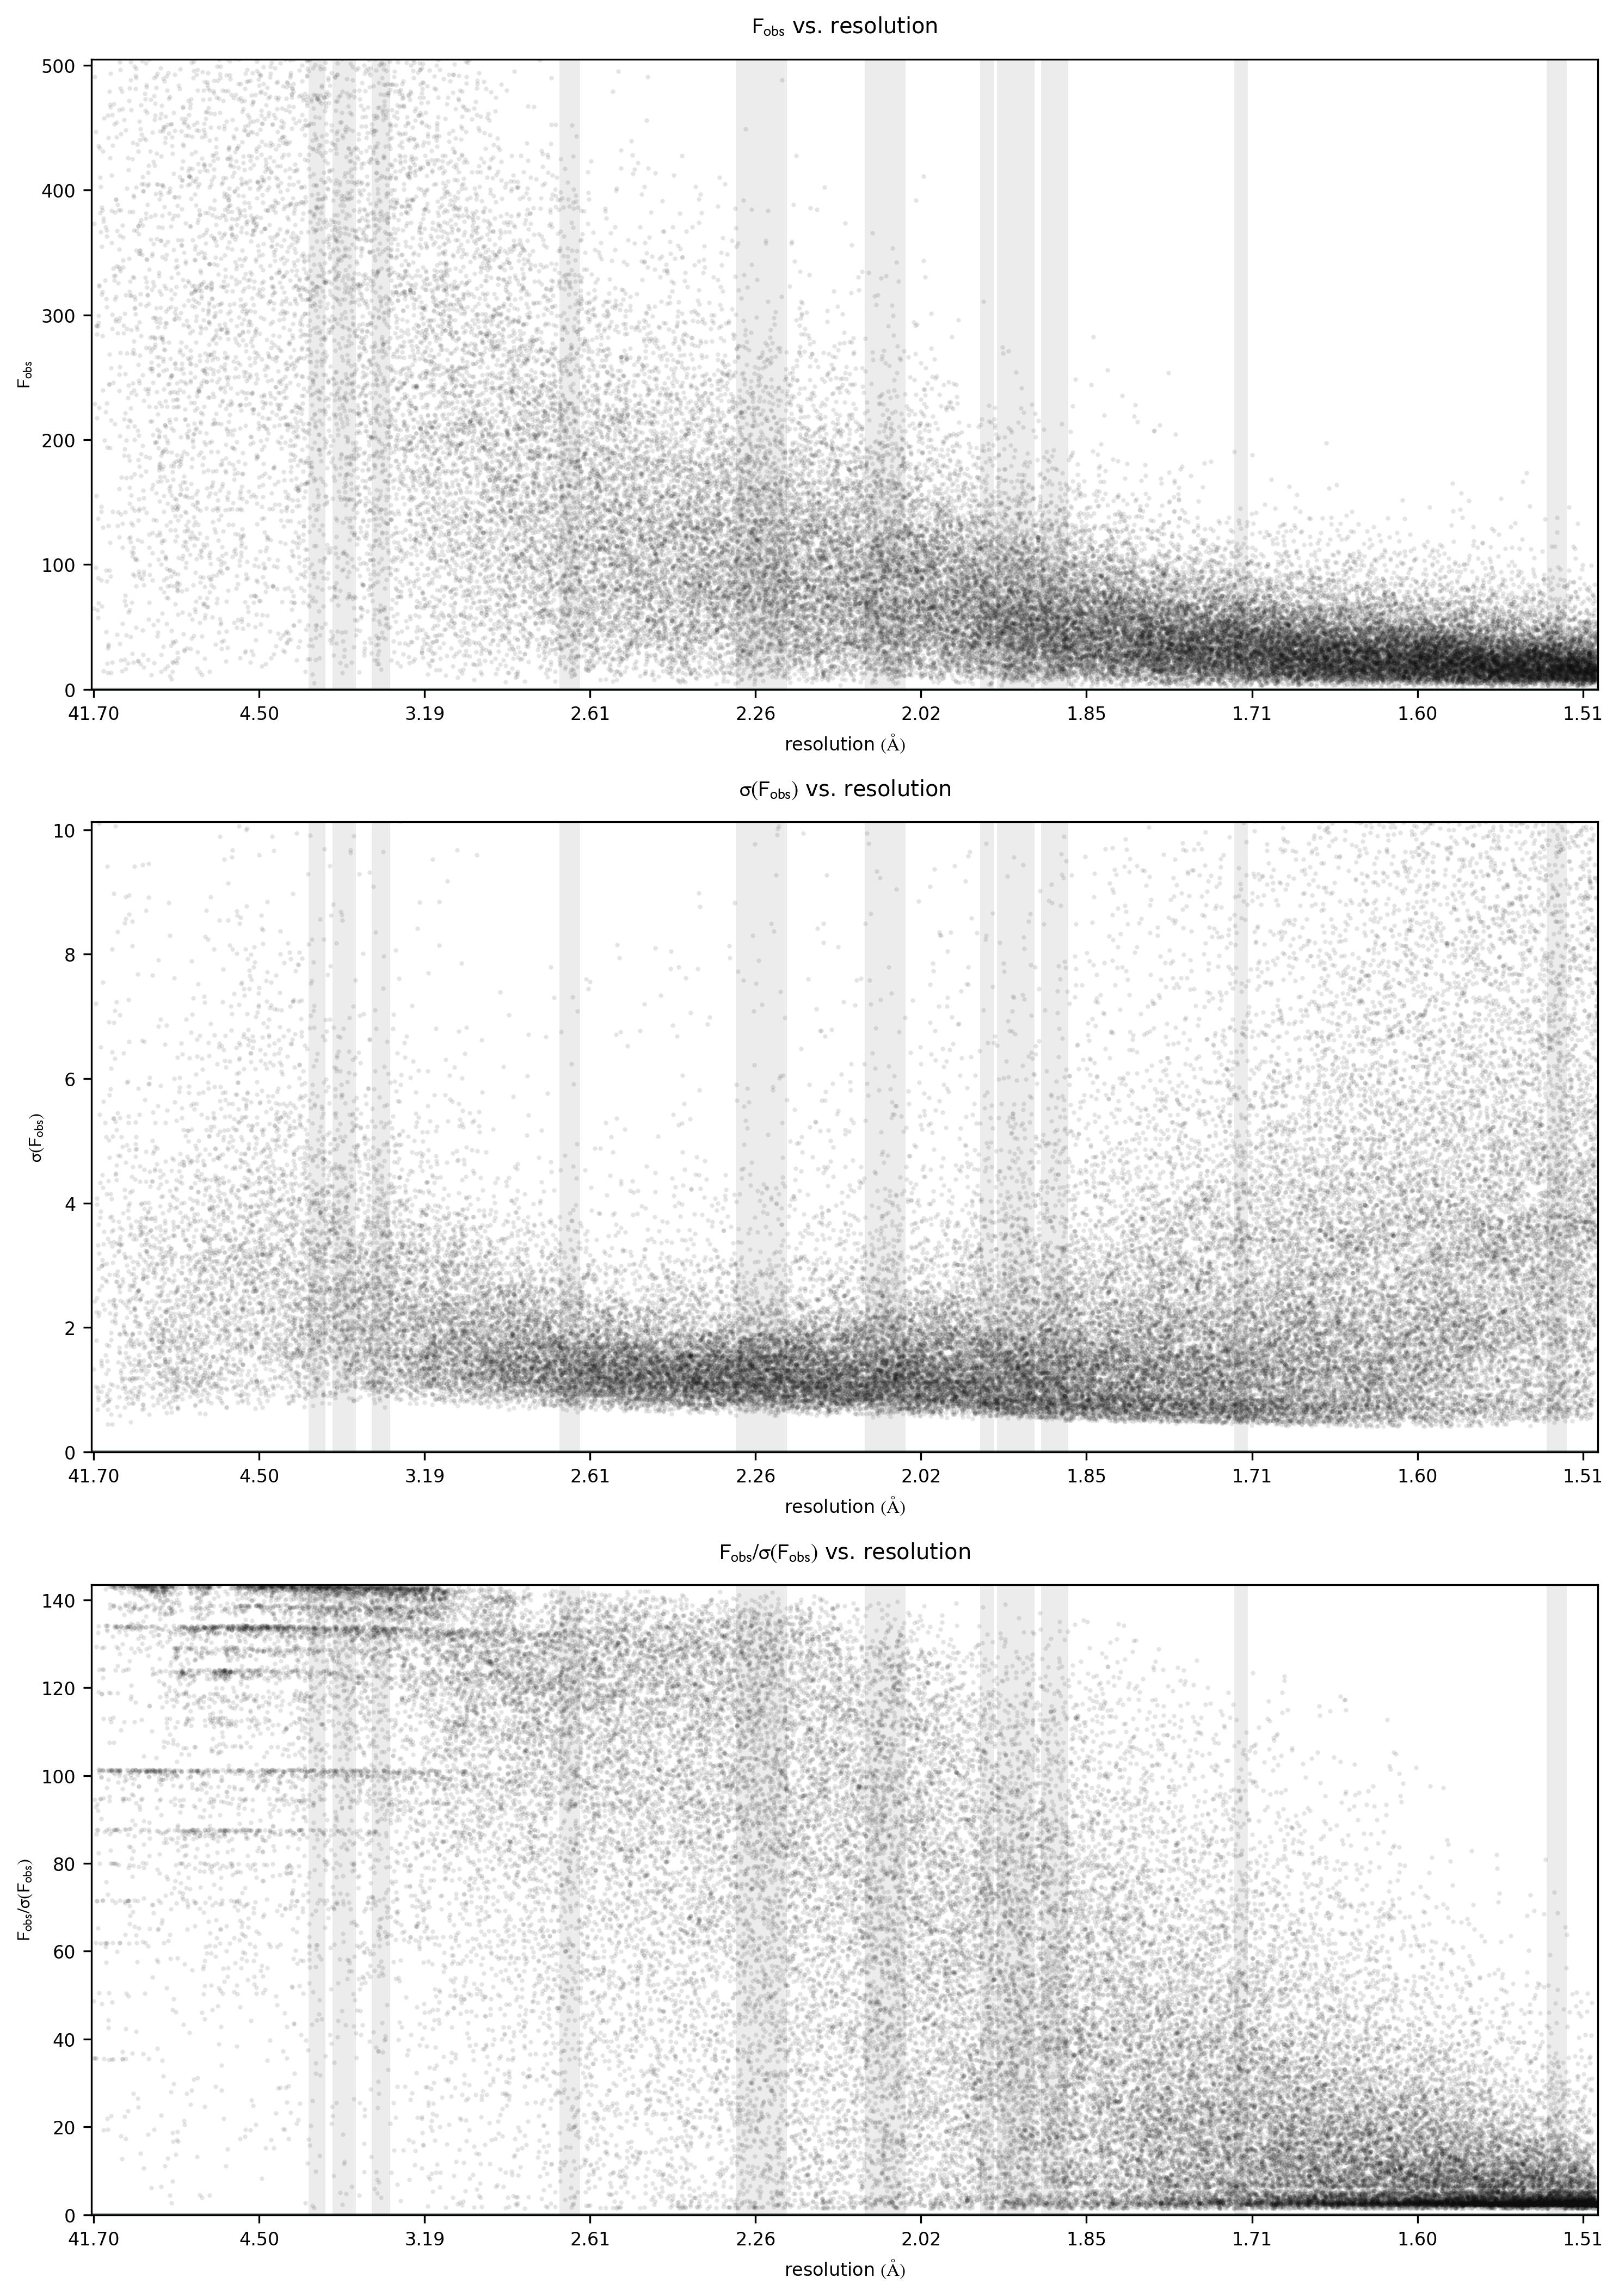 Fobs vs. resolution
500
400
300
200
100
0
Fobs
41.70 4.50 3.19 2.61 2.26 2.02 1.85 1.71 1.60 1.51
resolution (Å)
σ(Fobs) vs. resolution
10
8
6
4
2
0
σ(Fobs)
41.70 4.50 3.19 2.61 2.26 2.02 1.85 1.71 1.60 1.51
resolution (Å)
Fobs/σ(Fobs) vs. resolution
140
120
100
80
60
40
20
0
Fobs/σ(Fobs)
41.70 4.50 3.19 2.61 2.26 2.02 1.85 1.71 1.60 1.51
resolution (Å)